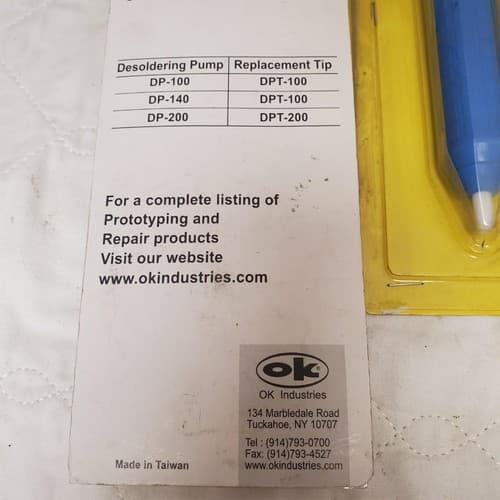 Desoldering Pump Replacement Tip
DP-100 DPT-100
DP-140 DPT-100
DP-200 DPT-200
For a complete listing of
Prototyping and
Repair products
Visit our website
www.okindustries.com
ok
OK Industries
134 Marbledale Road
Tuckahoe, NY 10707
Tel : (914)793-0700
Fax: (914)793-4527
www.okindustries.com
Made in Taiwan